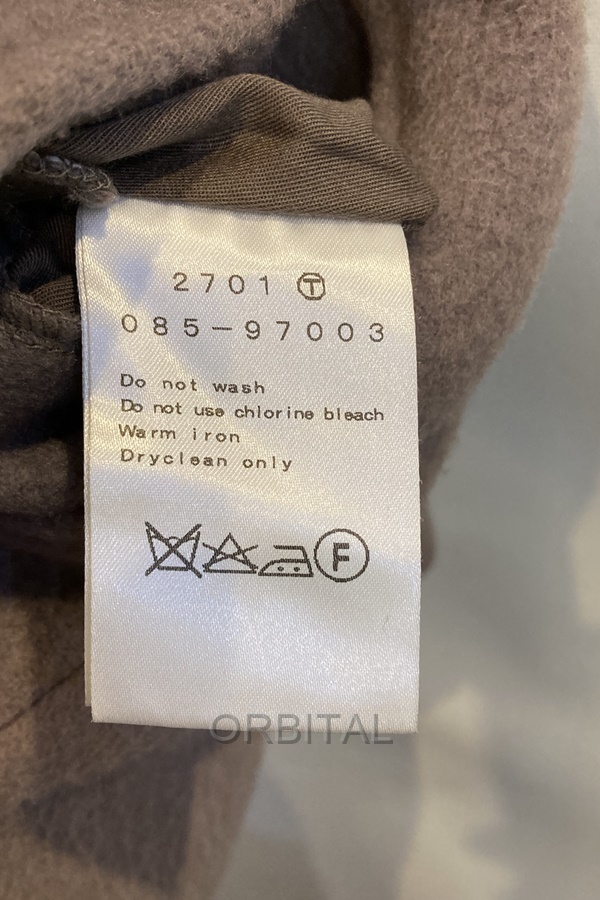 2701 Ⓣ
085-97003
Do not wash
Do not use chlorine bleach
Warm iron
Dryclean only
F
ORBITAL